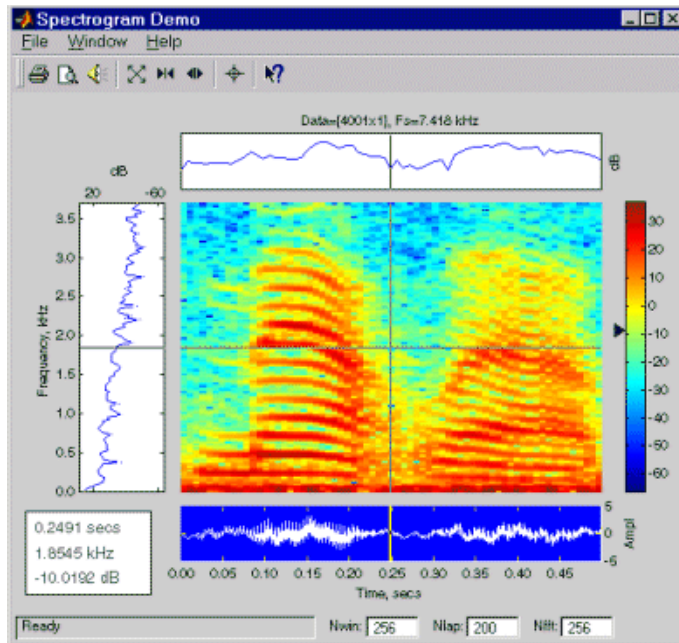 Spectrogram Demo
File Window Help
Data=[4001x1], Fs=7.418 kHz
dB
dB
20 -60
3.5
3.0
2.5
2.0
1.5
1.0
0.5
0.0
Frequency, kHz
30
20
10
0
-10
-20
-30
-40
-50
-60
0.2491 secs
1.8545 kHz
-10.0192 dB
5
0
-5
Ampl
0.00 0.05 0.10 0.15 0.20 0.25 0.30 0.35 0.40 0.45
Time, secs
Ready
Nwin: 256 Nlap: 200 Nfft: 256